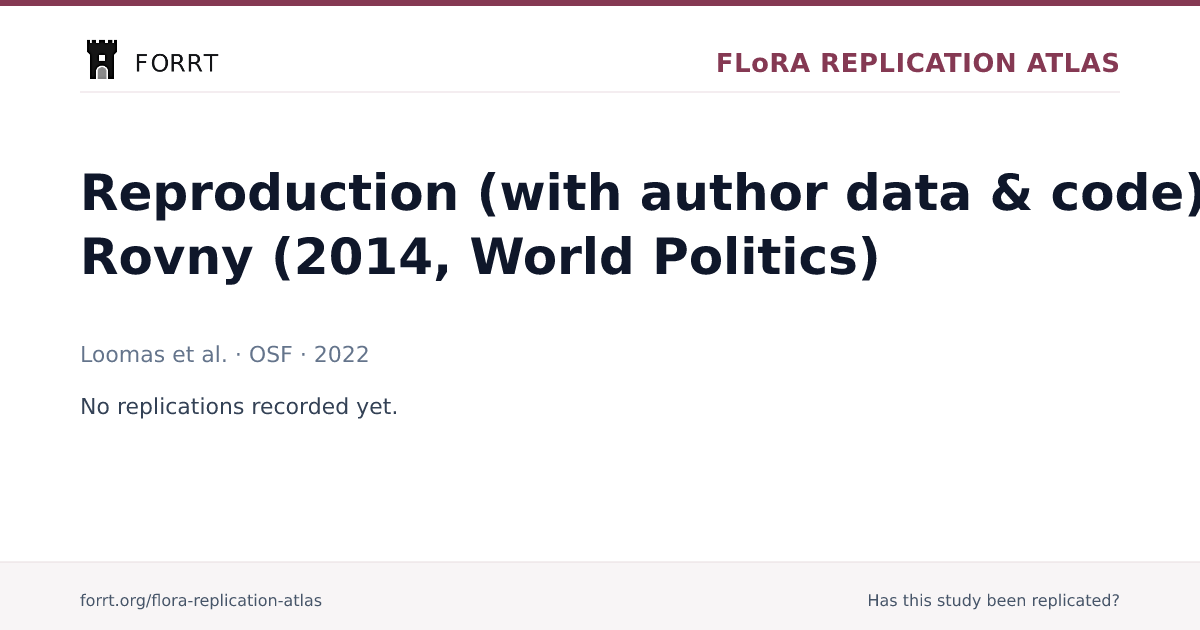 FORRT
FLoRA REPLICATION ATLAS
Reproduction (with author data & code)
Rovny (2014, World Politics)
Loomas et al. · OSF · 2022
No replications recorded yet.
forrt.org/flora-replication-atlas
Has this study been replicated?